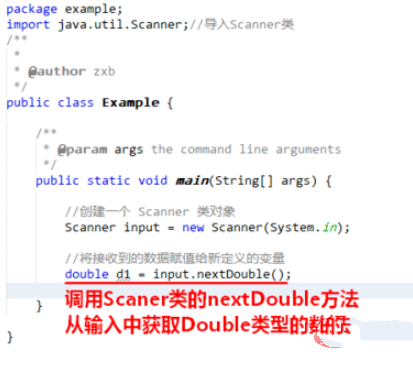 package example;
import java.util.Scanner;//导入Scanner类
/**
*
* @author zxb
*/
public class Example {
/**
* @param args the command line arguments
*/
public static void main(String[] args) {
//创建一个 Scanner 类对象
Scanner input = new Scanner(System.in);
//将接收到的数据赋值给新定义的变量
double d1 = input.nextDouble();
调用Scaner类的nextDouble方法
}
从输入中获取Double类型的数的
}